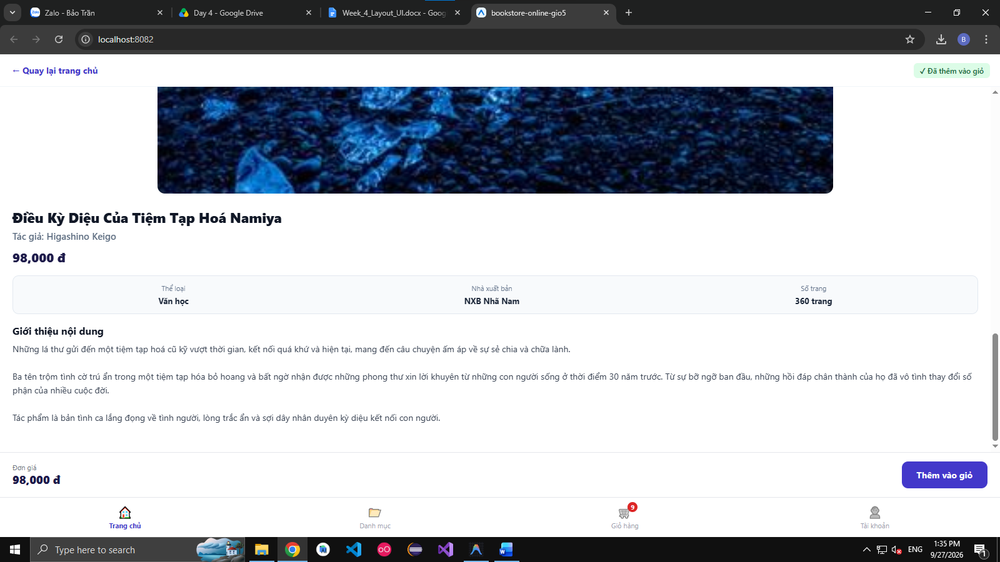 Zalo - Bảo Trần
Day 4 - Google Drive
Week_4_Layout_UI.docx - Goog
bookstore-online-gio5
localhost:8082
B
← Quay lại trang chủ
✓ Đã thêm vào giỏ
Điều Kỳ Diệu Của Tiệm Tạp Hoá Namiya
Tác giả: Higashino Keigo
98,000 đ
Thể loại
Văn học
Nhà xuất bản
NXB Nhã Nam
Số trang
360 trang
Giới thiệu nội dung
Những lá thư gửi đến một tiệm tạp hoá cũ kỹ vượt thời gian, kết nối quá khứ và hiện tại, mang đến câu chuyện ấm áp về sự sẻ chia và chữa lành.
Ba tên trộm tình cờ trú ẩn trong một tiệm tạp hóa bỏ hoang và bất ngờ nhận được những phong thư xin lời khuyên từ những con người sống ở thời điểm 30 năm trước. Từ sự bỡ ngỡ ban đầu, những hồi đáp chân thành của họ đã vô tình thay đổi số
phận của nhiều cuộc đời.
Tác phẩm là bản tình ca lắng đọng về tình người, lòng trắc ẩn và sợi dây nhân duyên kỳ diệu kết nối con người.
Đơn giá
98,000 đ
Thêm vào giỏ
Trang chủ
Danh mục
9
Giỏ hàng
Tài khoản
Type here to search
ENG
1:35 PM
9/27/2026
1